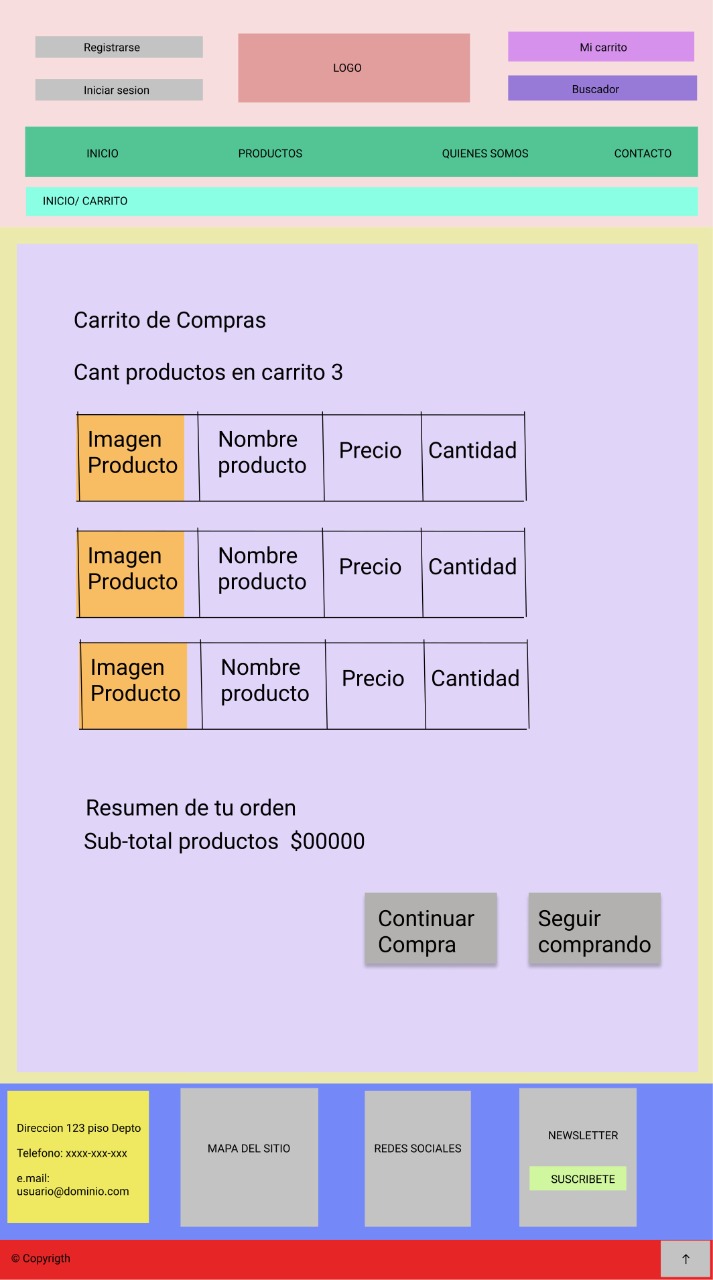 Registrarse
LOGO
Mi carrito
Iniciar sesion
Buscador
INICIO
PRODUCTOS
QUIENES SOMOS
CONTACTO
INICIO/ CARRITO
Carrito de Compras
Cant productos en carrito 3
Imagen
Producto
Nombre
producto
Precio
Cantidad
Imagen
Producto
Nombre
producto
Precio
Cantidad
Imagen
Producto
Nombre
producto
Precio
Cantidad
Resumen de tu orden
Sub-total productos $00000
Continuar
Compra
Seguir
comprando
Direccion 123 piso Depto
Telefono: xxxx-xxx-xxx
e.mail:
usuario@dominio.com
MAPA DEL SITIO
REDES SOCIALES
NEWSLETTER
SUSCRIBETE
© Copyrigth
↑